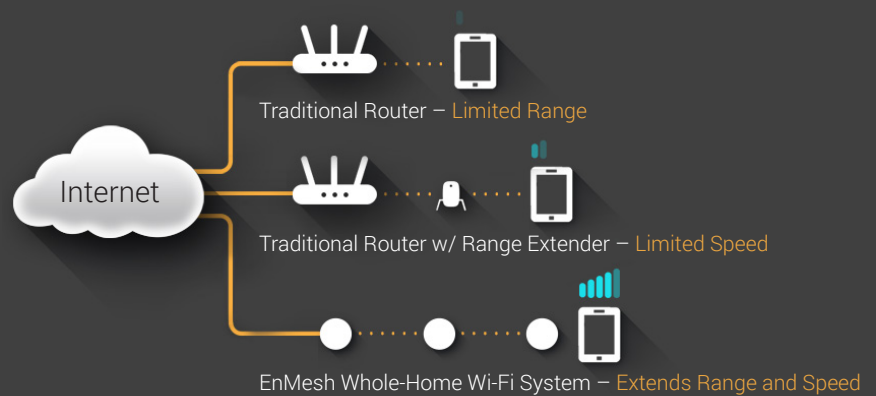 Traditional Router – Limited Range
Internet
Traditional Router w/ Range Extender – Limited Speed
EnMesh Whole-Home Wi-Fi System – Extends Range and Speed